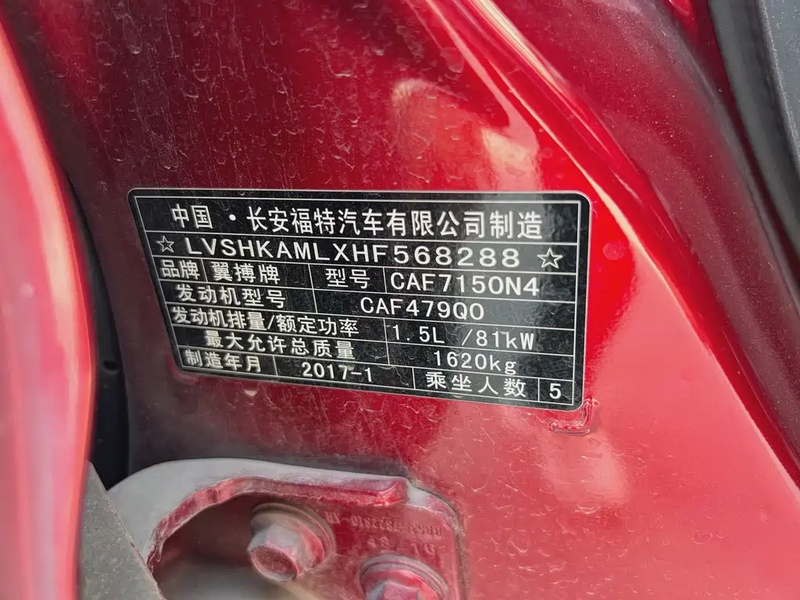 中国·长安福特汽车有限公司制造
☆ LVSHKAMLXHF568288 ☆
品牌 翼搏牌 型号 CAF7150N4
发动机型号 CAF479Q0
发动机排量/额定功率 1.5L /81kW
最大允许总质量 1620kg
制造年月 2017-1 乘坐人数 5